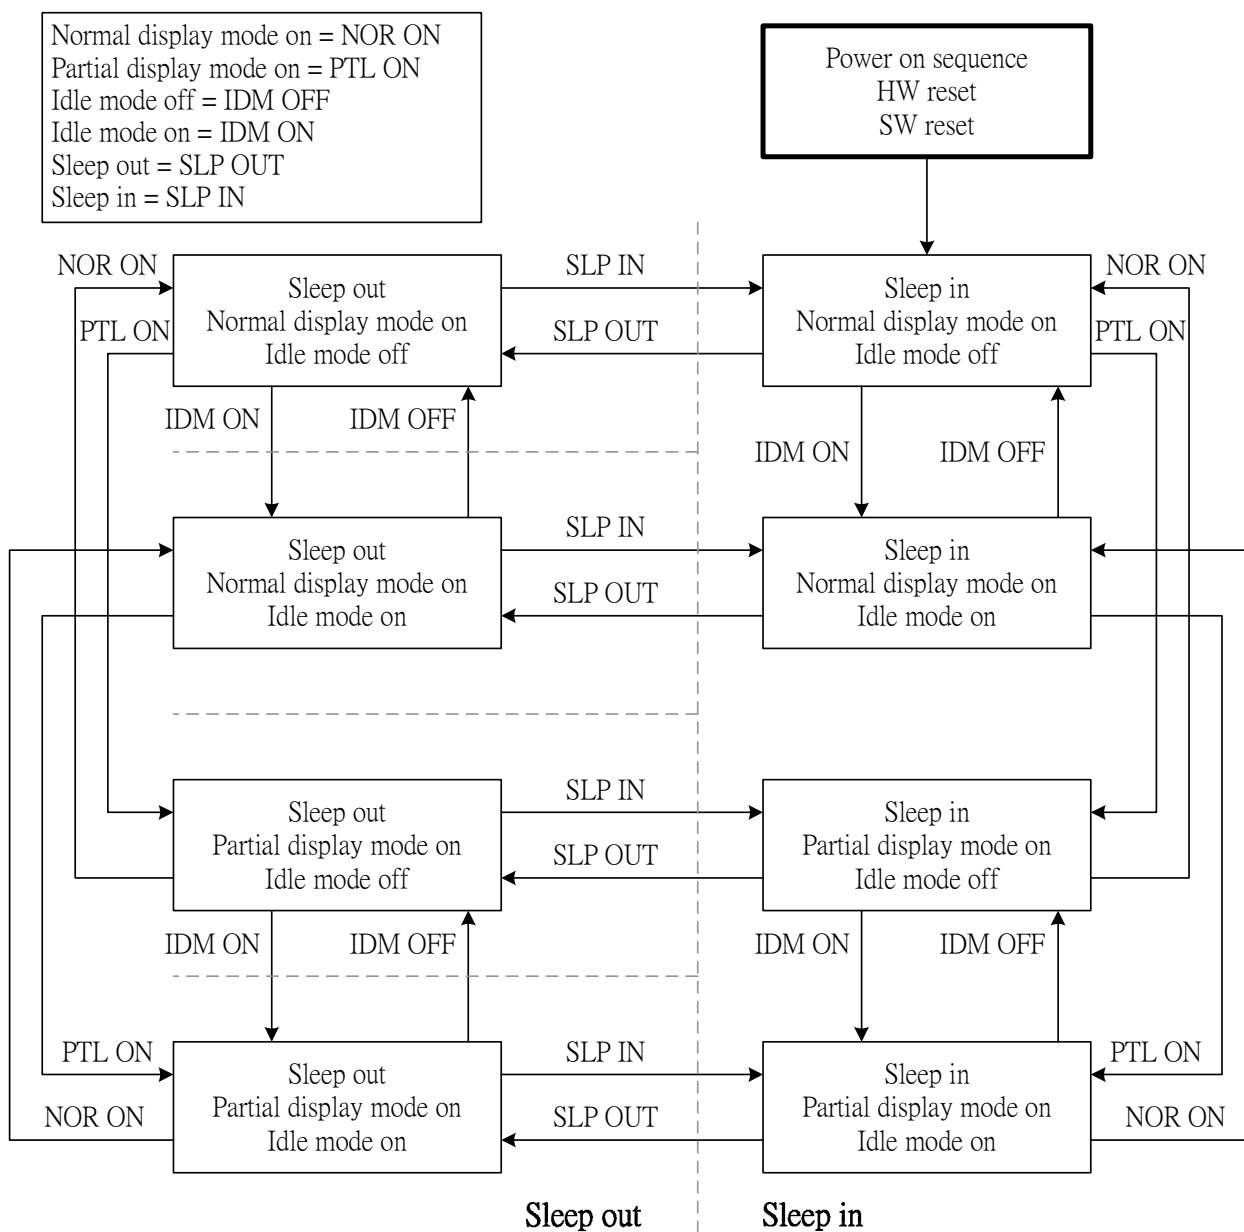 Normal display mode on = NOR ON
Partial display mode on = PTL ON
Idle mode off = IDM OFF
Idle mode on = IDM ON
Sleep out = SLP OUT
Sleep in = SLP IN
Power on sequence
HW reset
SW reset
NOR ON
PTL ON
Sleep out
Normal display mode on
Idle mode off
SLP IN
SLP OUT
Sleep in
Normal display mode on
Idle mode off
NOR ON
PTL ON
IDM ON
IDM OFF
IDM ON
IDM OFF
Sleep out
Normal display mode on
Idle mode on
SLP IN
SLP OUT
Sleep in
Normal display mode on
Idle mode on
Sleep out
Partial display mode on
Idle mode off
SLP IN
SLP OUT
Sleep in
Partial display mode on
Idle mode off
IDM ON
IDM OFF
IDM ON
IDM OFF
PTL ON
NOR ON
Sleep out
Partial display mode on
Idle mode on
SLP IN
SLP OUT
Sleep in
Partial display mode on
Idle mode on
PTL ON
NOR ON
Sleep out
Sleep in